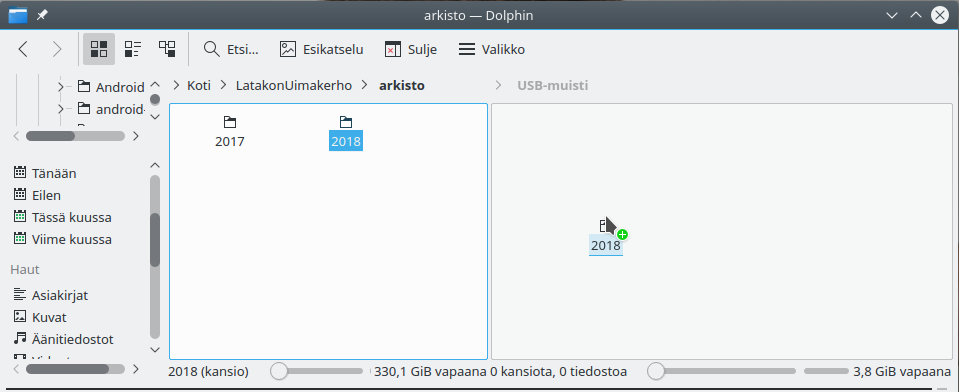 arkisto — Dolphin
Etsi... Esikatselu Sulje Valikko
Koti LatakonUimakerho arkisto USB-muisti
Android
android-
2017 2018
Tänään
Eilen
Tässä kuussa
Viime kuussa
2018
Haut
Asiakirjat
Kuvat
Äänitiedostot
2018 (kansio) 330,1 GiB vapaana 0 kansiota, 0 tiedostoa 3,8 GiB vapaana